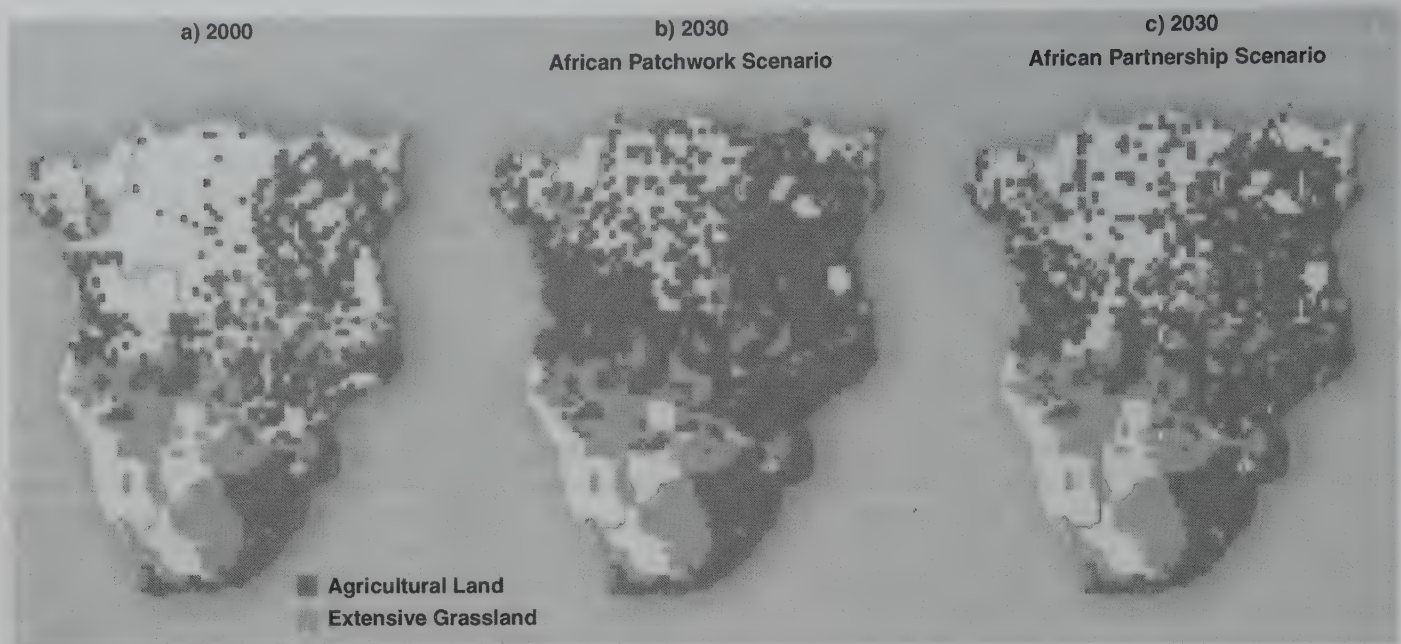 a) 2000
b) 2030
African Patchwork Scenario
c) 2030
African Partnership Scenario
Agricultural Land
Extensive Grassland